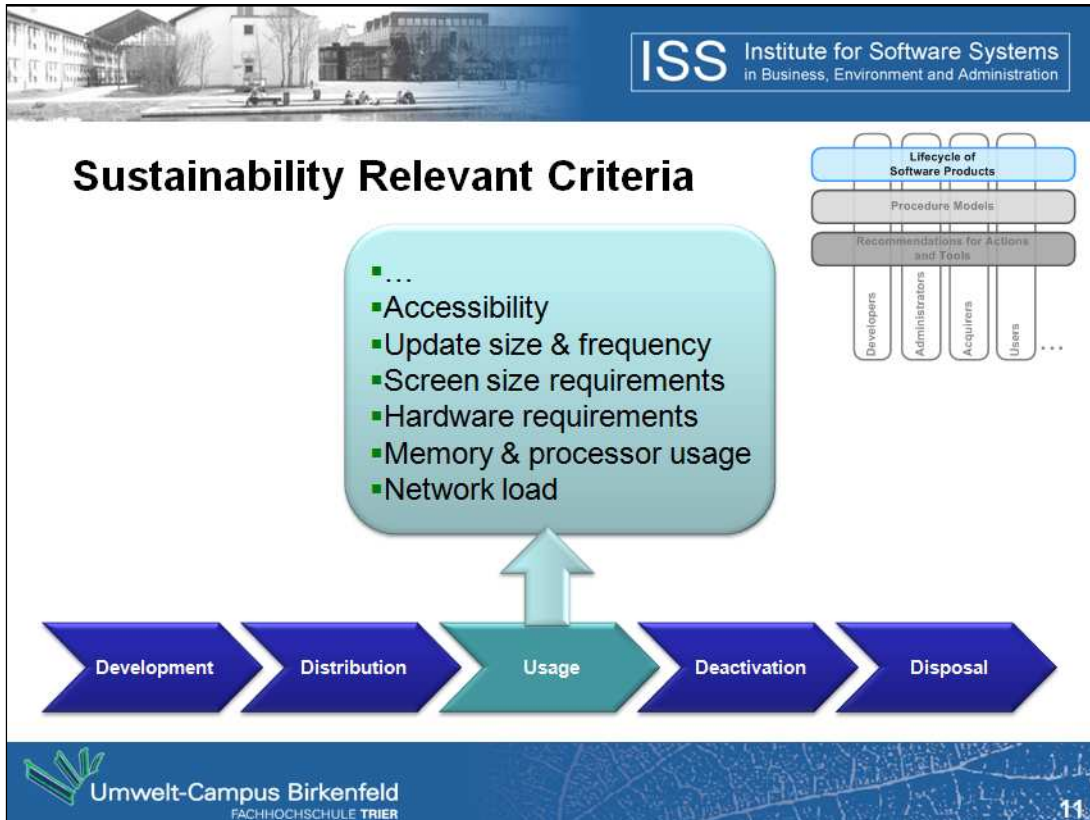 ISS Institute for Software Systems
in Business, Environment and Administration
Sustainability Relevant Criteria
Lifecycle of
Software Products
Procedure Models
Recommendations for Actions
and Tools
Developers
Administrators
Acquirers
Users
...
▪...
▪Accessibility
▪Update size & frequency
▪Screen size requirements
▪Hardware requirements
▪Memory & processor usage
▪Network load
Development
Distribution
Usage
Deactivation
Disposal
Umwelt-Campus Birkenfeld
FACHHOCHSCHULE TRIER
11